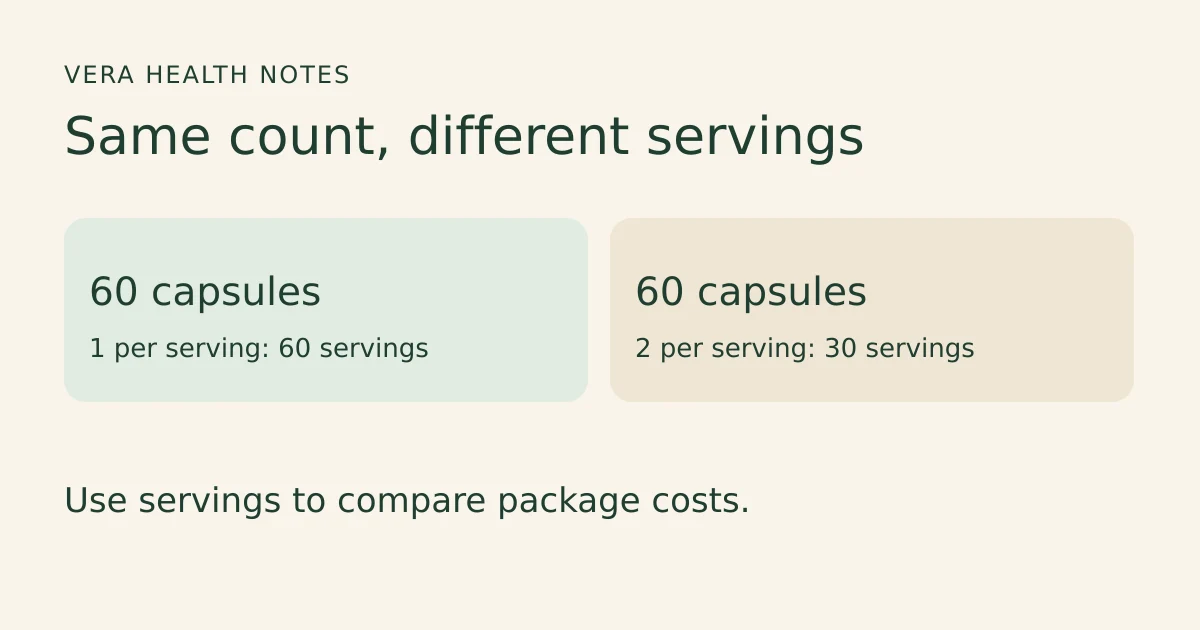 VERA HEALTH NOTES
Same count, different servings
60 capsules
1 per serving: 60 servings
60 capsules
2 per serving: 30 servings
Use servings to compare package costs.